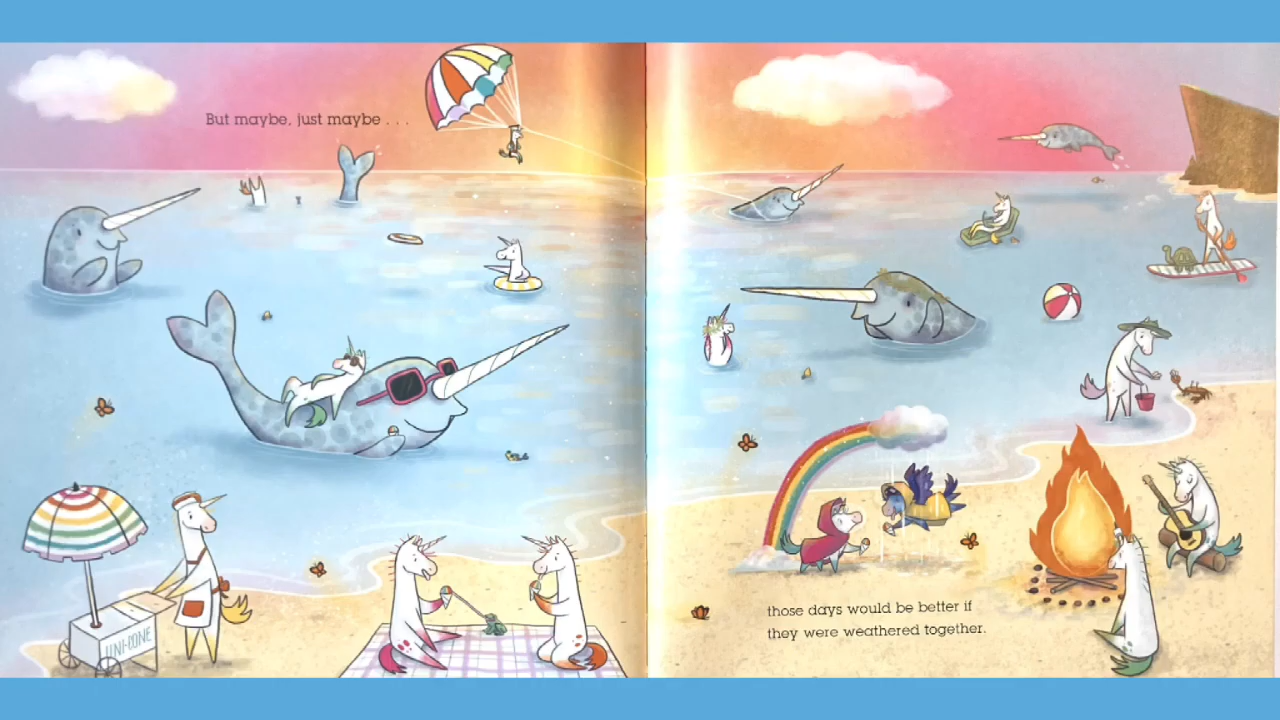 But maybe, just maybe . . .
UNI-CONE
those days would be better if
they were weathered together.